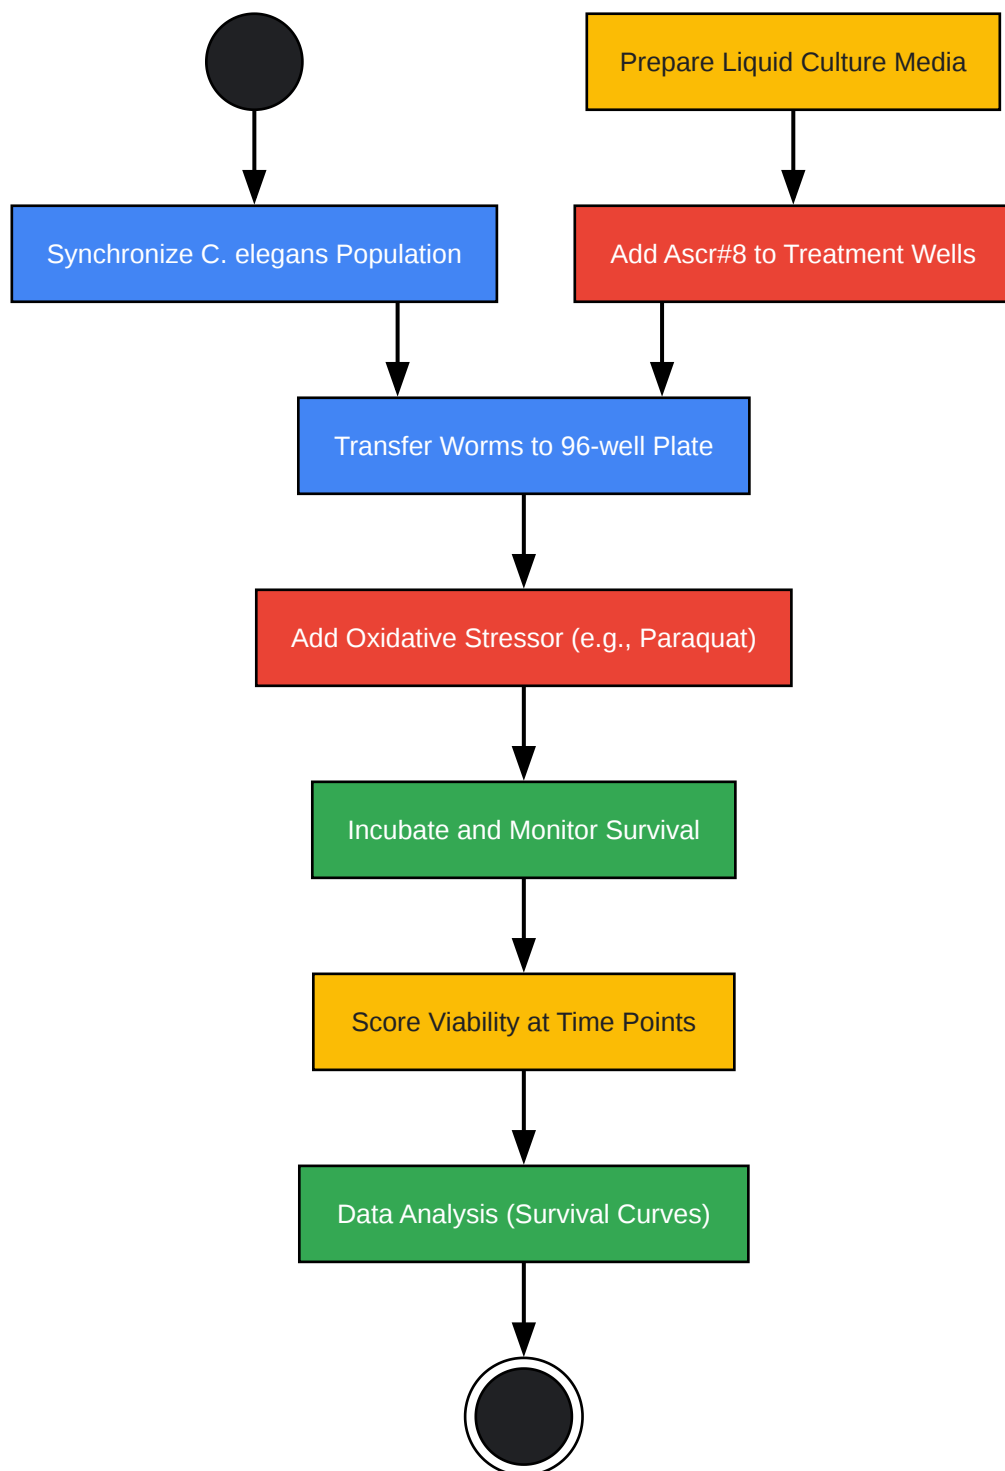 Prepare Liquid Culture Media
Synchronize C. elegans Population
Add Ascr#8 to Treatment Wells
Transfer Worms to 96-well Plate
Add Oxidative Stressor (e.g., Paraquat)
Incubate and Monitor Survival
Score Viability at Time Points
Data Analysis (Survival Curves)